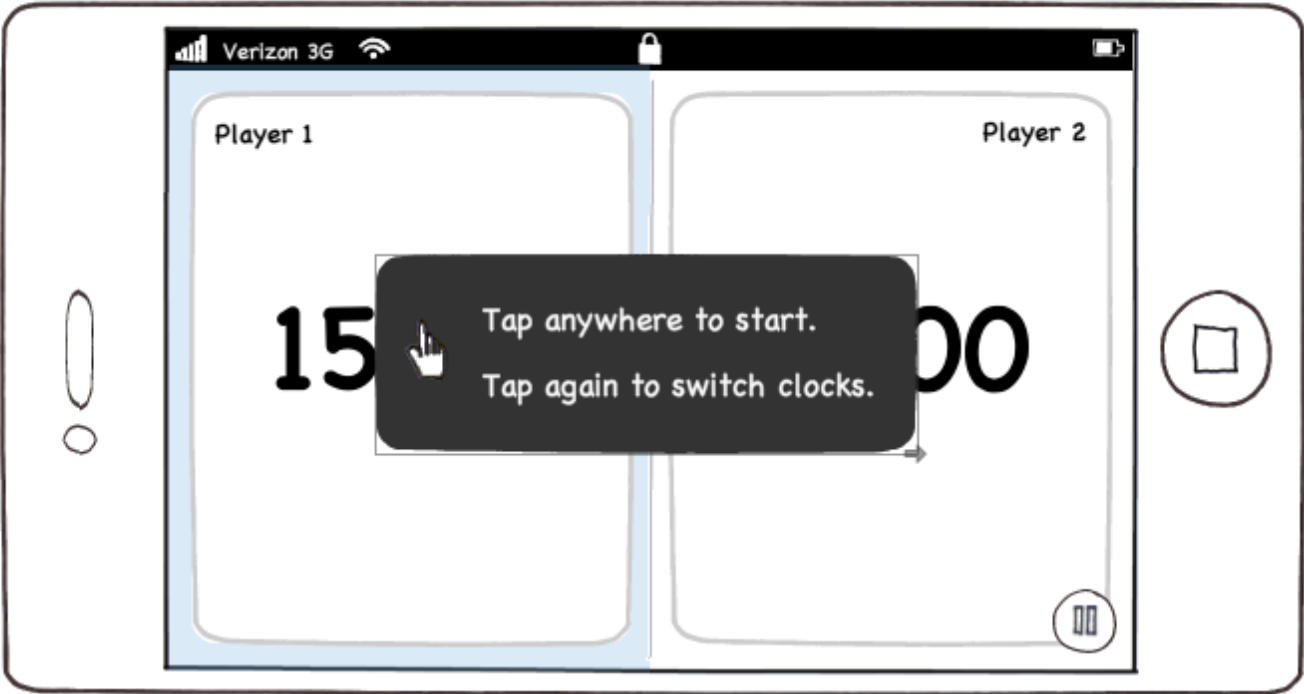 Verizon 3G
Player 1
Player 2
15
00
Tap anywhere to start.
Tap again to switch clocks.